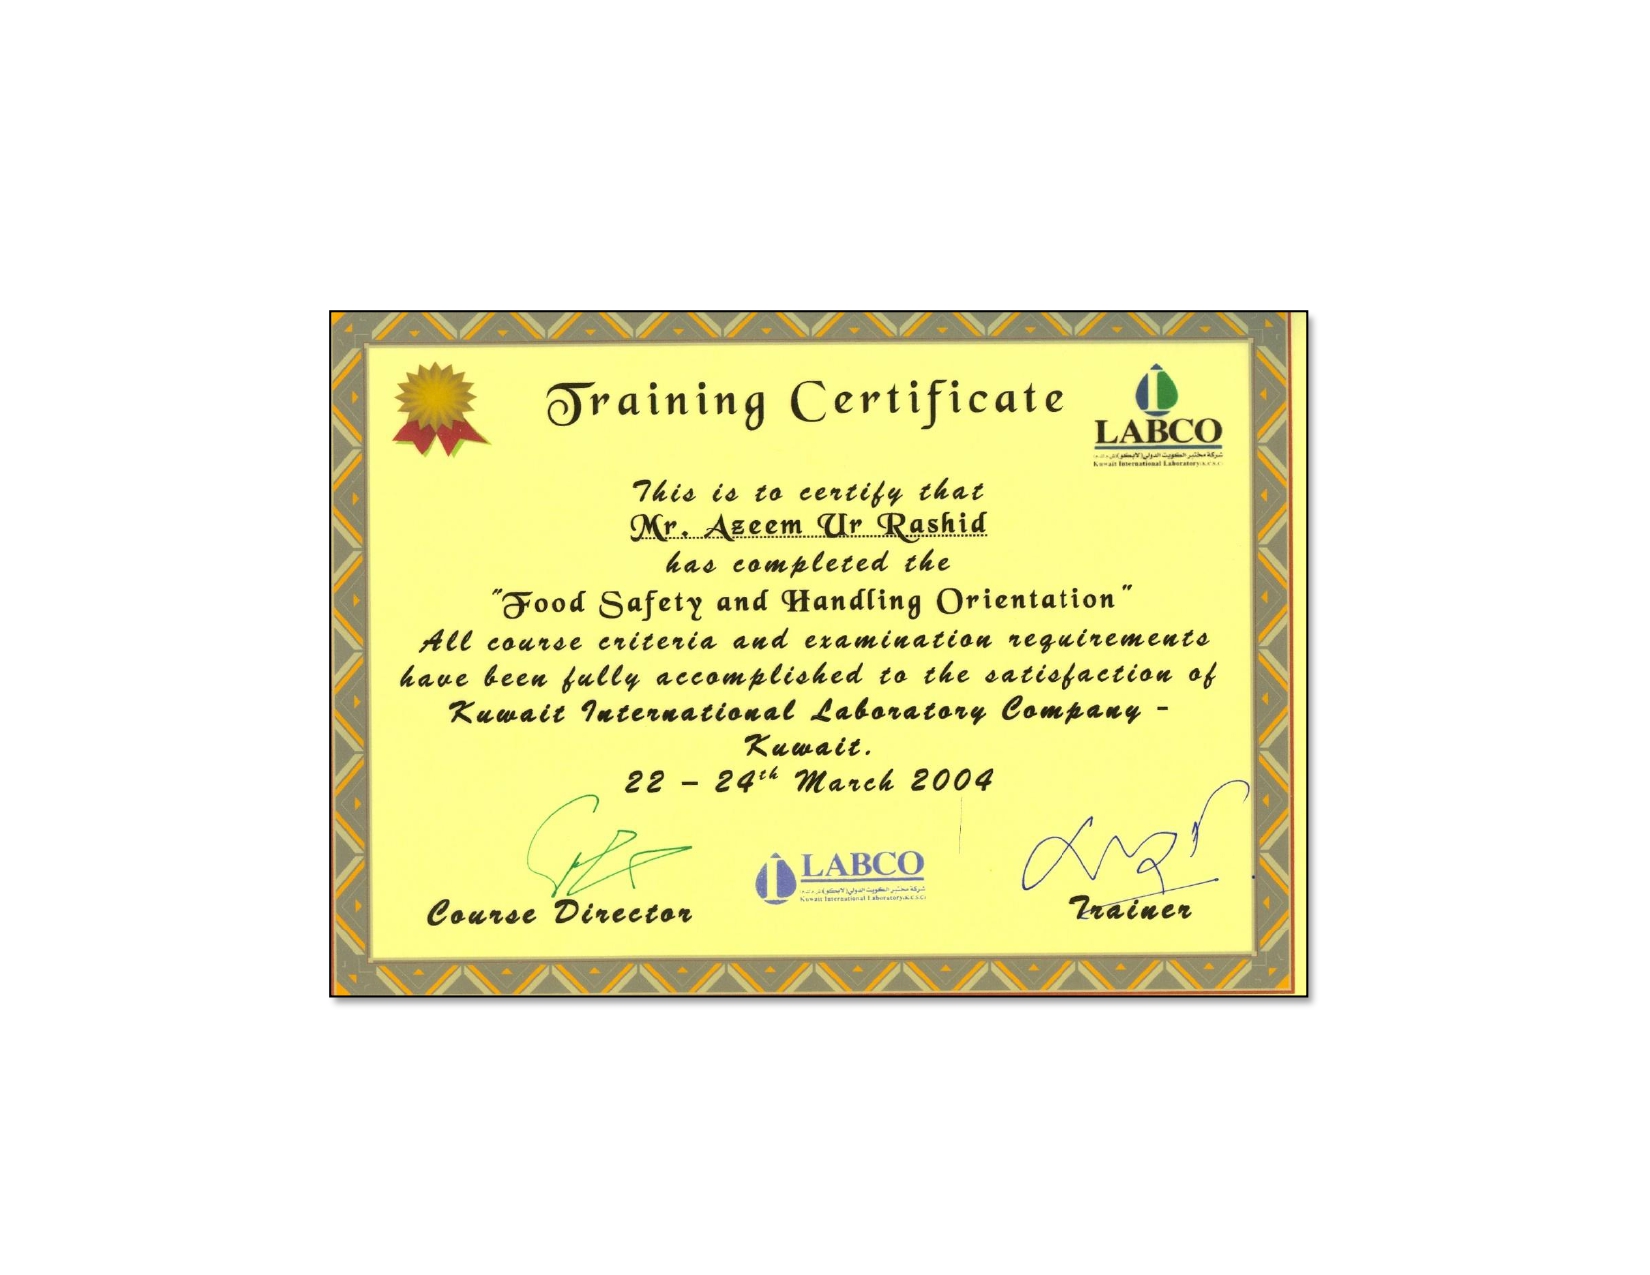 Training Certificate
LABCO
شركة مختبر الكويت الدولي (لابكو)
Kuwait International Laboratory (K.C.S.C)
This is to certify that
Mr. Azeem Ur Rashid
has completed the
"Food Safety and Handling Orientation"
All course criteria and examination requirements
have been fully accomplished to the satisfaction of
Kuwait International Laboratory Company -
Kuwait.
22 – 24th March 2004
LABCO
شركة مختبر الكويت الدولي (لابكو)
Kuwait International Laboratory (K.C.S.C)
Course Director
Trainer